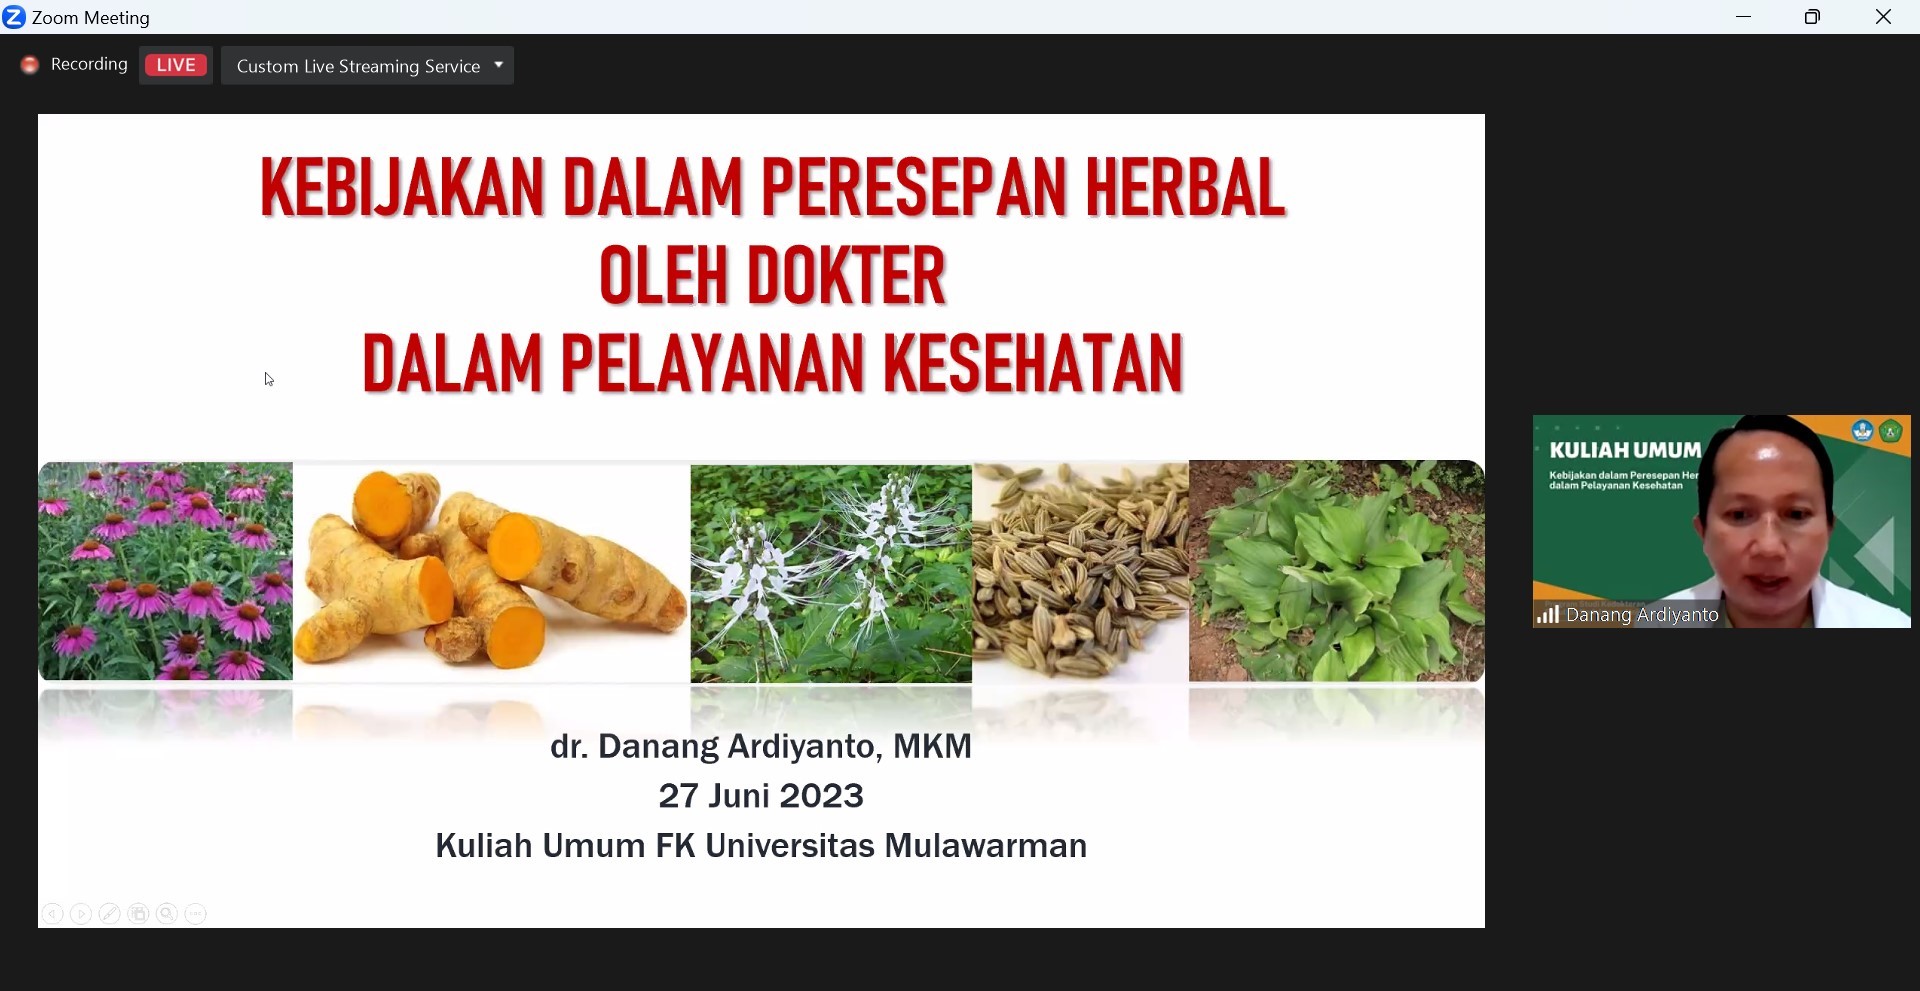 Zoom Meeting
Recording
LIVE
Custom Live Streaming Service
KEBIJAKAN DALAM PERESEPAN HERBAL
OLEH DOKTER
DALAM PELAYANAN KESEHATAN
dr. Danang Ardiyanto, MKM
27 Juni 2023
Kuliah Umum FK Universitas Mulawarman
KULIAH UMUM
Kebijakan dalam Peresepan Her
dalam Pelayanan Kesehatan
Danang Ardiyanto